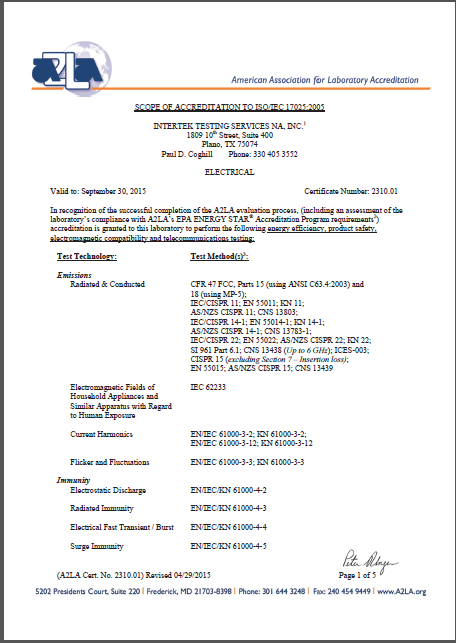 A2LA
American Association for Laboratory Accreditation
SCOPE OF ACCREDITATION TO ISO/IEC 17025:2005
INTERTEK TESTING SERVICES NA, INC.1
1809 10th Street, Suite 400
Plano, TX 75074
Paul D. Coghill Phone: 330 405 3552
ELECTRICAL
Valid to: September 30, 2015 Certificate Number: 2310.01
In recognition of the successful completion of the A2LA evaluation process, (including an assessment of the
laboratory's compliance with A2LA's EPA ENERGY STAR® Accreditation Program requirements2)
accreditation is granted to this laboratory to perform the following energy efficiency, product safety,
electromagnetic compatibility and telecommunications testing:
Test Technology: Test Method(s)3:
Emissions
Radiated & Conducted CFR 47 FCC, Parts 15 (using ANSI C63.4:2003) and
18 (using MP-5);
IEC/CISPR 11; EN 55011; KN 11;
AS/NZS CISPR 11; CNS 13803;
IEC/CISPR 14-1; EN 55014-1; KN 14-1;
AS/NZS CISPR 14-1; CNS 13783-1;
IEC/CISPR 22; EN 55022; AS/NZS CISPR 22; KN 22;
SI 961 Part 6.1; CNS 13438 (Up to 6 GHz); ICES-003;
CISPR 15 (excluding Section 7 – Insertion loss);
EN 55015; AS/NZS CISPR 15; CNS 13439
Electromagnetic Fields of IEC 62233
Household Appliances and
Similar Apparatus with Regard
to Human Exposure
Current Harmonics EN/IEC 61000-3-2; KN 61000-3-2;
EN/IEC 61000-3-12; KN 61000-3-12
Flicker and Fluctuations EN/IEC 61000-3-3; KN 61000-3-3
Immunity
Electrostatic Discharge EN/IEC/KN 61000-4-2
Radiated Immunity EN/IEC/KN 61000-4-3
Electrical Fast Transient / Burst EN/IEC/KN 61000-4-4
Surge Immunity EN/IEC/KN 61000-4-5
(A2LA Cert. No. 2310.01) Revised 04/29/2015 Page 1 of 5
5202 Presidents Court, Suite 220 | Frederick, MD 21703-8398 | Phone: 301 644 3248 | Fax: 240 454 9449 | www.A2LA.org